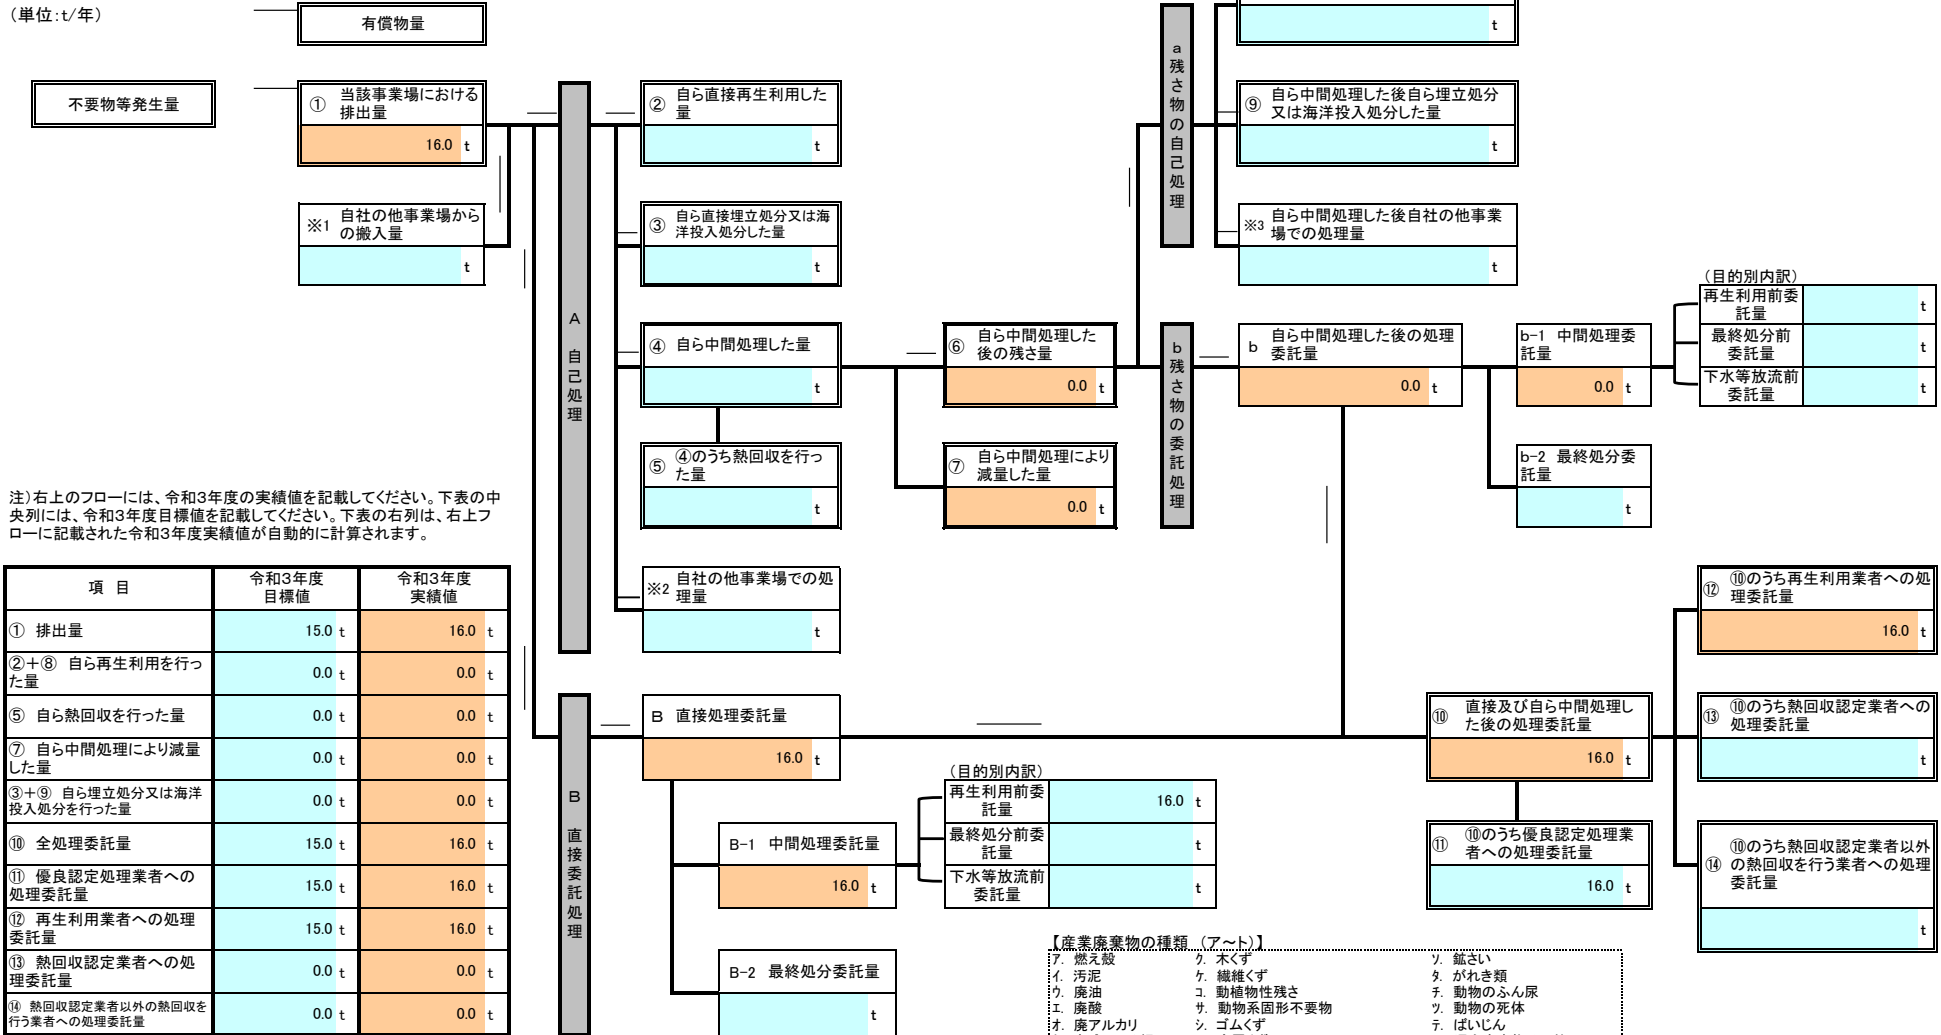 (単位:t/年)
有償物量
t
不要物等発生量
① 当該事業場における
排出量
16.0 t
② 自ら直接再生利用した
量
t
⑨ 自ら中間処理した後自ら埋立処分
又は海洋投入処分した量
t
a 残さ物の自己処理
※1 自社の他事業場から
の搬入量
t
③ 自ら直接埋立処分又は海
洋投入処分した量
t
※3 自ら中間処理した後自社の他事業
場での処理量
t
A 自己処理
④ 自ら中間処理した量
t
⑥ 自ら中間処理した
後の残さ量
0.0 t
b 残さ物の委託処理
b 自ら中間処理した後の処理
委託量
0.0 t
b-1 中間処理委
託量
0.0 t
(目的別内訳)
再生利用前委
託量
t
最終処分前
委託量
t
下水等放流前
委託量
t
⑤ ④のうち熱回収を行っ
た量
t
⑦ 自ら中間処理により
減量した量
0.0 t
b-2 最終処分委
託量
t
注)右上のフローには、令和3年度の実績値を記載してください。下表の中
央列には、令和3年度目標値を記載してください。下表の右列は、右上フ
ローに記載された令和3年度実績値が自動的に計算されます。
※2 自社の他事業場での処
理量
t
項 目 令和3年度 目標値 令和3年度 実績値
① 排出量 15.0 t 16.0 t
②+⑧ 自ら再生利用を行っ
た量 0.0 t 0.0 t
⑤ 自ら熱回収を行った量 0.0 t 0.0 t
⑦ 自ら中間処理により減量
した量 0.0 t 0.0 t
③+⑨ 自ら埋立処分又は海洋
投入処分を行った量 0.0 t 0.0 t
⑩ 全処理委託量 15.0 t 16.0 t
⑪ 優良認定処理業者への
処理委託量 15.0 t 16.0 t
⑫ 再生利用業者への処理
委託量 15.0 t 16.0 t
⑬ 熱回収認定業者への処
理委託量 0.0 t 0.0 t
⑭ 熱回収認定業者以外の熱回収を
行う業者への処理委託量 0.0 t 0.0 t
B 直接委託処理
B 直接処理委託量
16.0 t
B-1 中間処理委託量
16.0 t
(目的別内訳)
再生利用前委
託量
16.0 t
最終処分前委
託量
t
下水等放流前
委託量
t
B-2 最終処分委託量
t
⑩ 直接及び自ら中間処理し
た後の処理委託量
16.0 t
⑪ ⑩のうち優良認定処理業
者への処理委託量
16.0 t
⑫ ⑩のうち再生利用業者への処
理委託量
16.0 t
⑬ ⑩のうち熱回収認定業者への
処理委託量
t
⑭ ⑩のうち熱回収認定業者以外
の熱回収を行う業者への処理
委託量
t
【産業廃棄物の種類 (ア~ト)】
ア. 燃え殻 ク. 木くず ソ. 鉱さい
イ. 汚泥 ケ. 繊維くず タ. がれき類
ウ. 廃油 コ. 動植物性残さ チ. 動物のふん尿
エ. 廃酸 サ. 動物系固形不要物 ツ. 動物の死体
オ. 廃アルカリ シ. ゴムくず テ. ばいじん